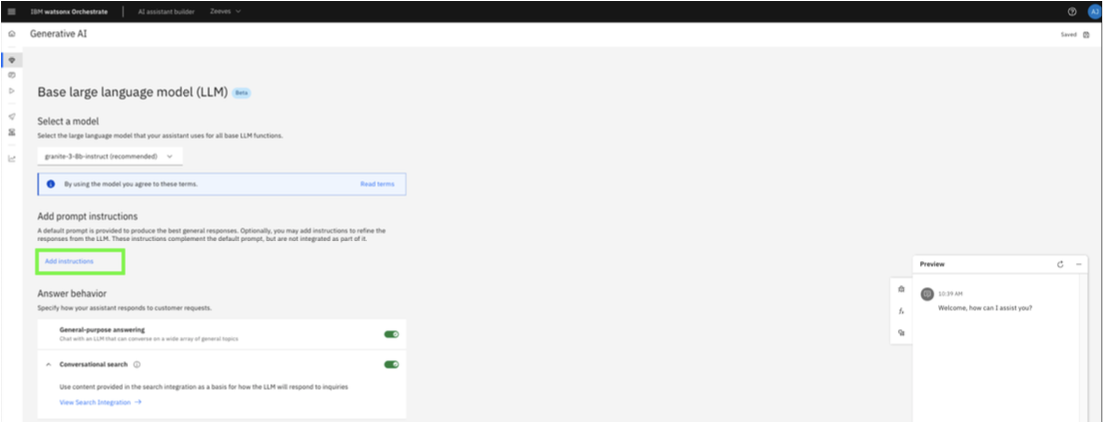 IBM watsonx Orchestrate AI assistant builder Zeeves AJ
Generative AI Saved
Base large language model (LLM) Beta
Select a model
Select the large language model that your assistant uses for all base LLM functions.
granite-3-8b-instruct (recommended)
By using the model you agree to these terms. Read terms
Add prompt instructions
A default prompt is provided to produce the best general responses. Optionally, you may add instructions to refine the
responses from the LLM. These instructions complement the default prompt, but are not integrated as part of it.
Add instructions
Answer behavior
Specify how your assistant responds to customer requests.
General-purpose answering
Chat with an LLM that can converse on a wide array of general topics
Conversational search
Use content provided in the search integration as a basis for how the LLM will respond to inquiries
View Search Integration
Preview
10:39 AM
Welcome, how can I assist you?